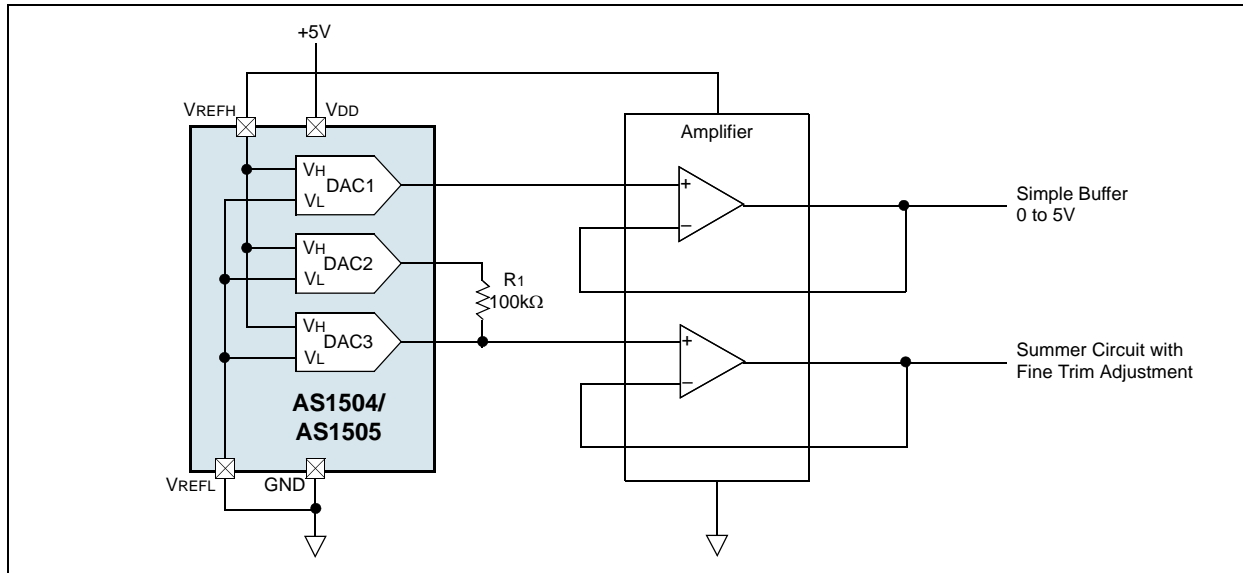 +5V
VREFH
VDD
Amplifier
VH
DAC1
VL
+
−
Simple Buffer
0 to 5V
VH
DAC2
VL
R1
100kΩ
VH
DAC3
VL
+
−
Summer Circuit with
Fine Trim Adjustment
AS1504/
AS1505
VREFL
GND